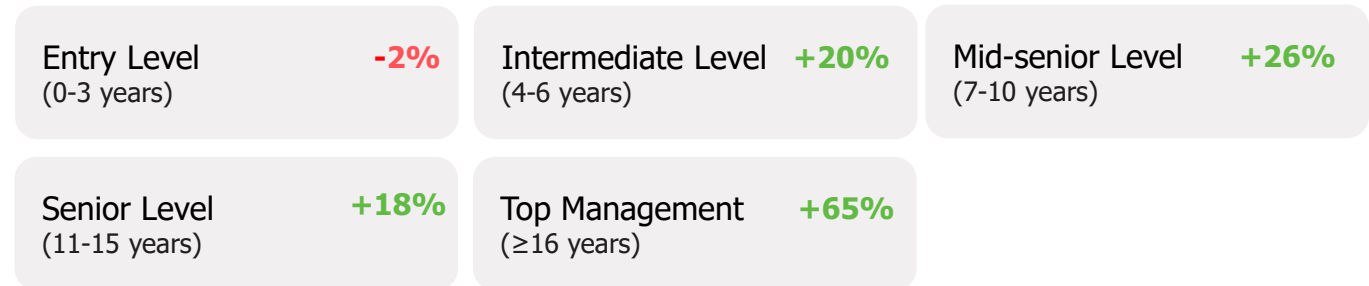 Entry Level -2%
(0-3 years)
Intermediate Level +20%
(4-6 years)
Mid-senior Level +26%
(7-10 years)
Senior Level +18%
(11-15 years)
Top Management +65%
(≥16 years)